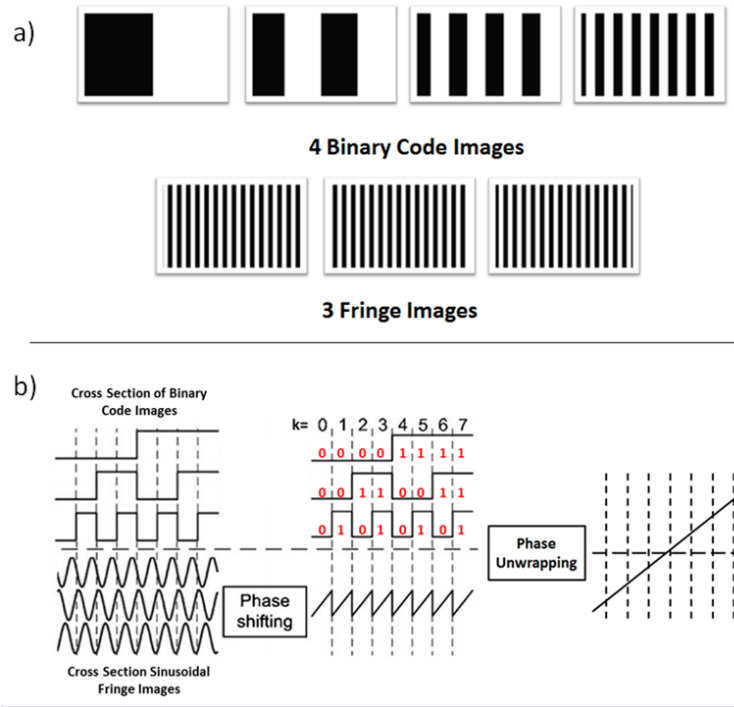 a)
4 Binary Code Images
3 Fringe Images
b)
Cross Section of Binary
Code Images
k= 0 1 2 3 4 5 6 7
0 0 0 0 1 1 1 1
0 0 1 1 0 0 1 1
0 1 0 1 0 1 0 1
Phase
shifting
Phase
Unwrapping
Cross Section Sinusoidal
Fringe Images